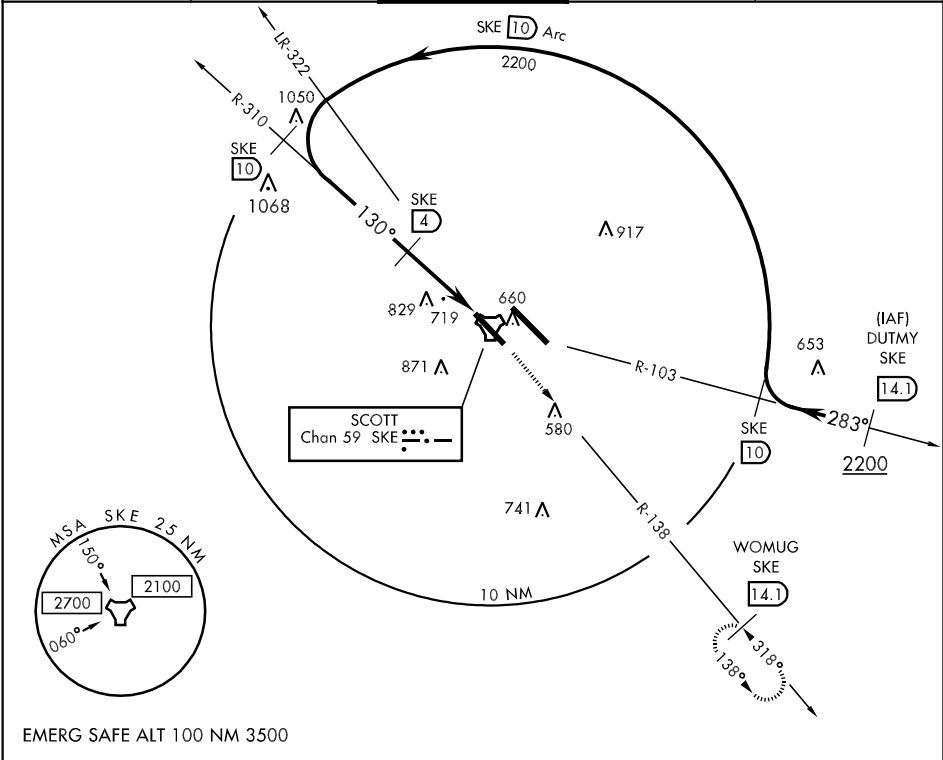 SKE 10 Arc
2200
LR-322
R-310
1050
SKE
10
1068
130°
SKE
4
917
829
719
660
871
(IAF)
DUTMY
SKE
14.1
653
R-103
283°
2200
SKE
10
SCOTT
Chan 59 SKE
580
741
R-138
WOMUG
SKE
14.1
318°
138°
10 NM
MSA SKE 25 NM
150°
2100
2700
060°
EMERG SAFE ALT 100 NM 3500